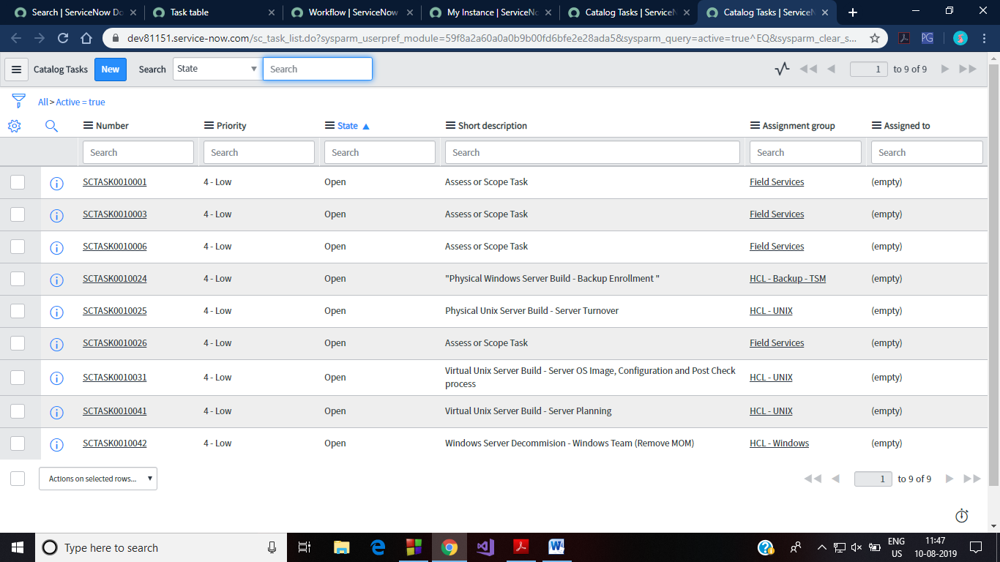 Search | ServiceNow Do
Task table
Workflow | ServiceNow
My Instance | ServiceNo
Catalog Tasks | ServiceN
Catalog Tasks | ServiceN
dev81151.service-now.com/sc_task_list.do?sysparm_userpref_module=59f8a2a60a0a0b9b00fd6bfe2e28ada5&sysparm_query=active=true^EQ&sysparm_clear_s...
PG
Catalog Tasks New Search State Search 1 to 9 of 9
All > Active = true
Number Priority State Short description Assignment group Assigned to
Search Search Search Search Search Search
SCTASK0010001 4 - Low Open Assess or Scope Task Field Services (empty)
SCTASK0010003 4 - Low Open Assess or Scope Task Field Services (empty)
SCTASK0010006 4 - Low Open Assess or Scope Task Field Services (empty)
SCTASK0010024 4 - Low Open "Physical Windows Server Build - Backup Enrollment " HCL - Backup - TSM (empty)
SCTASK0010025 4 - Low Open Physical Unix Server Build - Server Turnover HCL - UNIX (empty)
SCTASK0010026 4 - Low Open Assess or Scope Task Field Services (empty)
SCTASK0010031 4 - Low Open Virtual Unix Server Build - Server OS Image, Configuration and Post Check
process HCL - UNIX (empty)
SCTASK0010041 4 - Low Open Virtual Unix Server Build - Server Planning HCL - UNIX (empty)
SCTASK0010042 4 - Low Open Windows Server Decommision - Windows Team (Remove MOM) HCL - Windows (empty)
Actions on selected rows... 1 to 9 of 9
Type here to search
ENG
US
11:47
10-08-2019